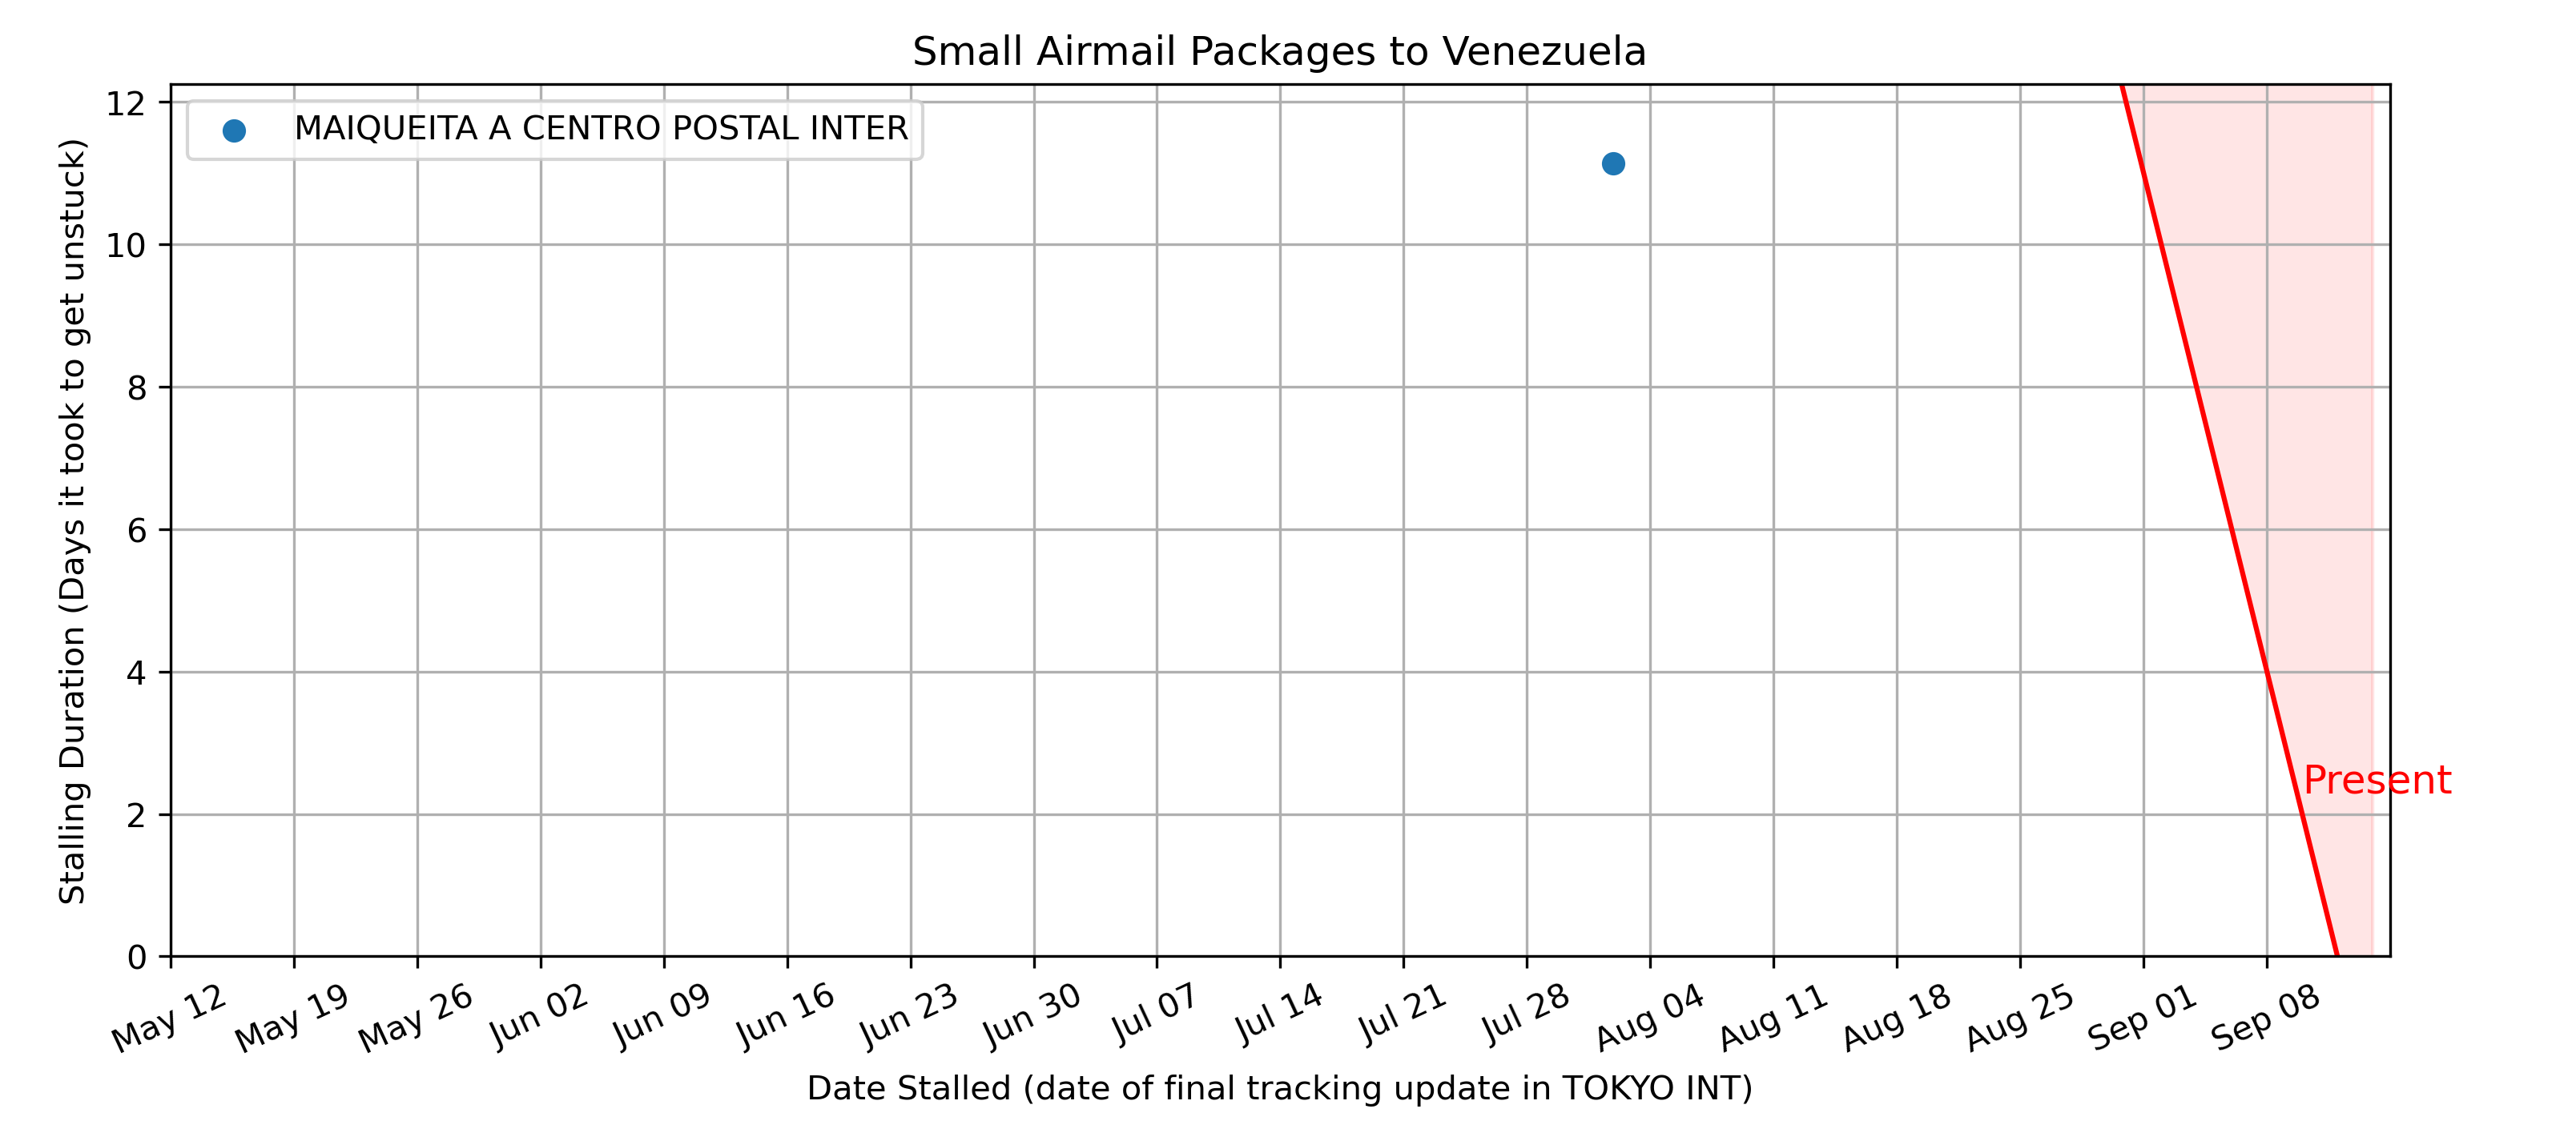 Small Airmail Packages to Venezuela
MAIQUEITA A CENTRO POSTAL INTER
Stalling Duration (Days it took to get unstuck)
12
10
8
6
4
2
0
Present
May 12
May 19
May 26
Jun 02
Jun 09
Jun 16
Jun 23
Jun 30
Jul 07
Jul 14
Jul 21
Jul 28
Aug 04
Aug 11
Aug 18
Aug 25
Sep 01
Sep 08
Date Stalled (date of final tracking update in TOKYO INT)